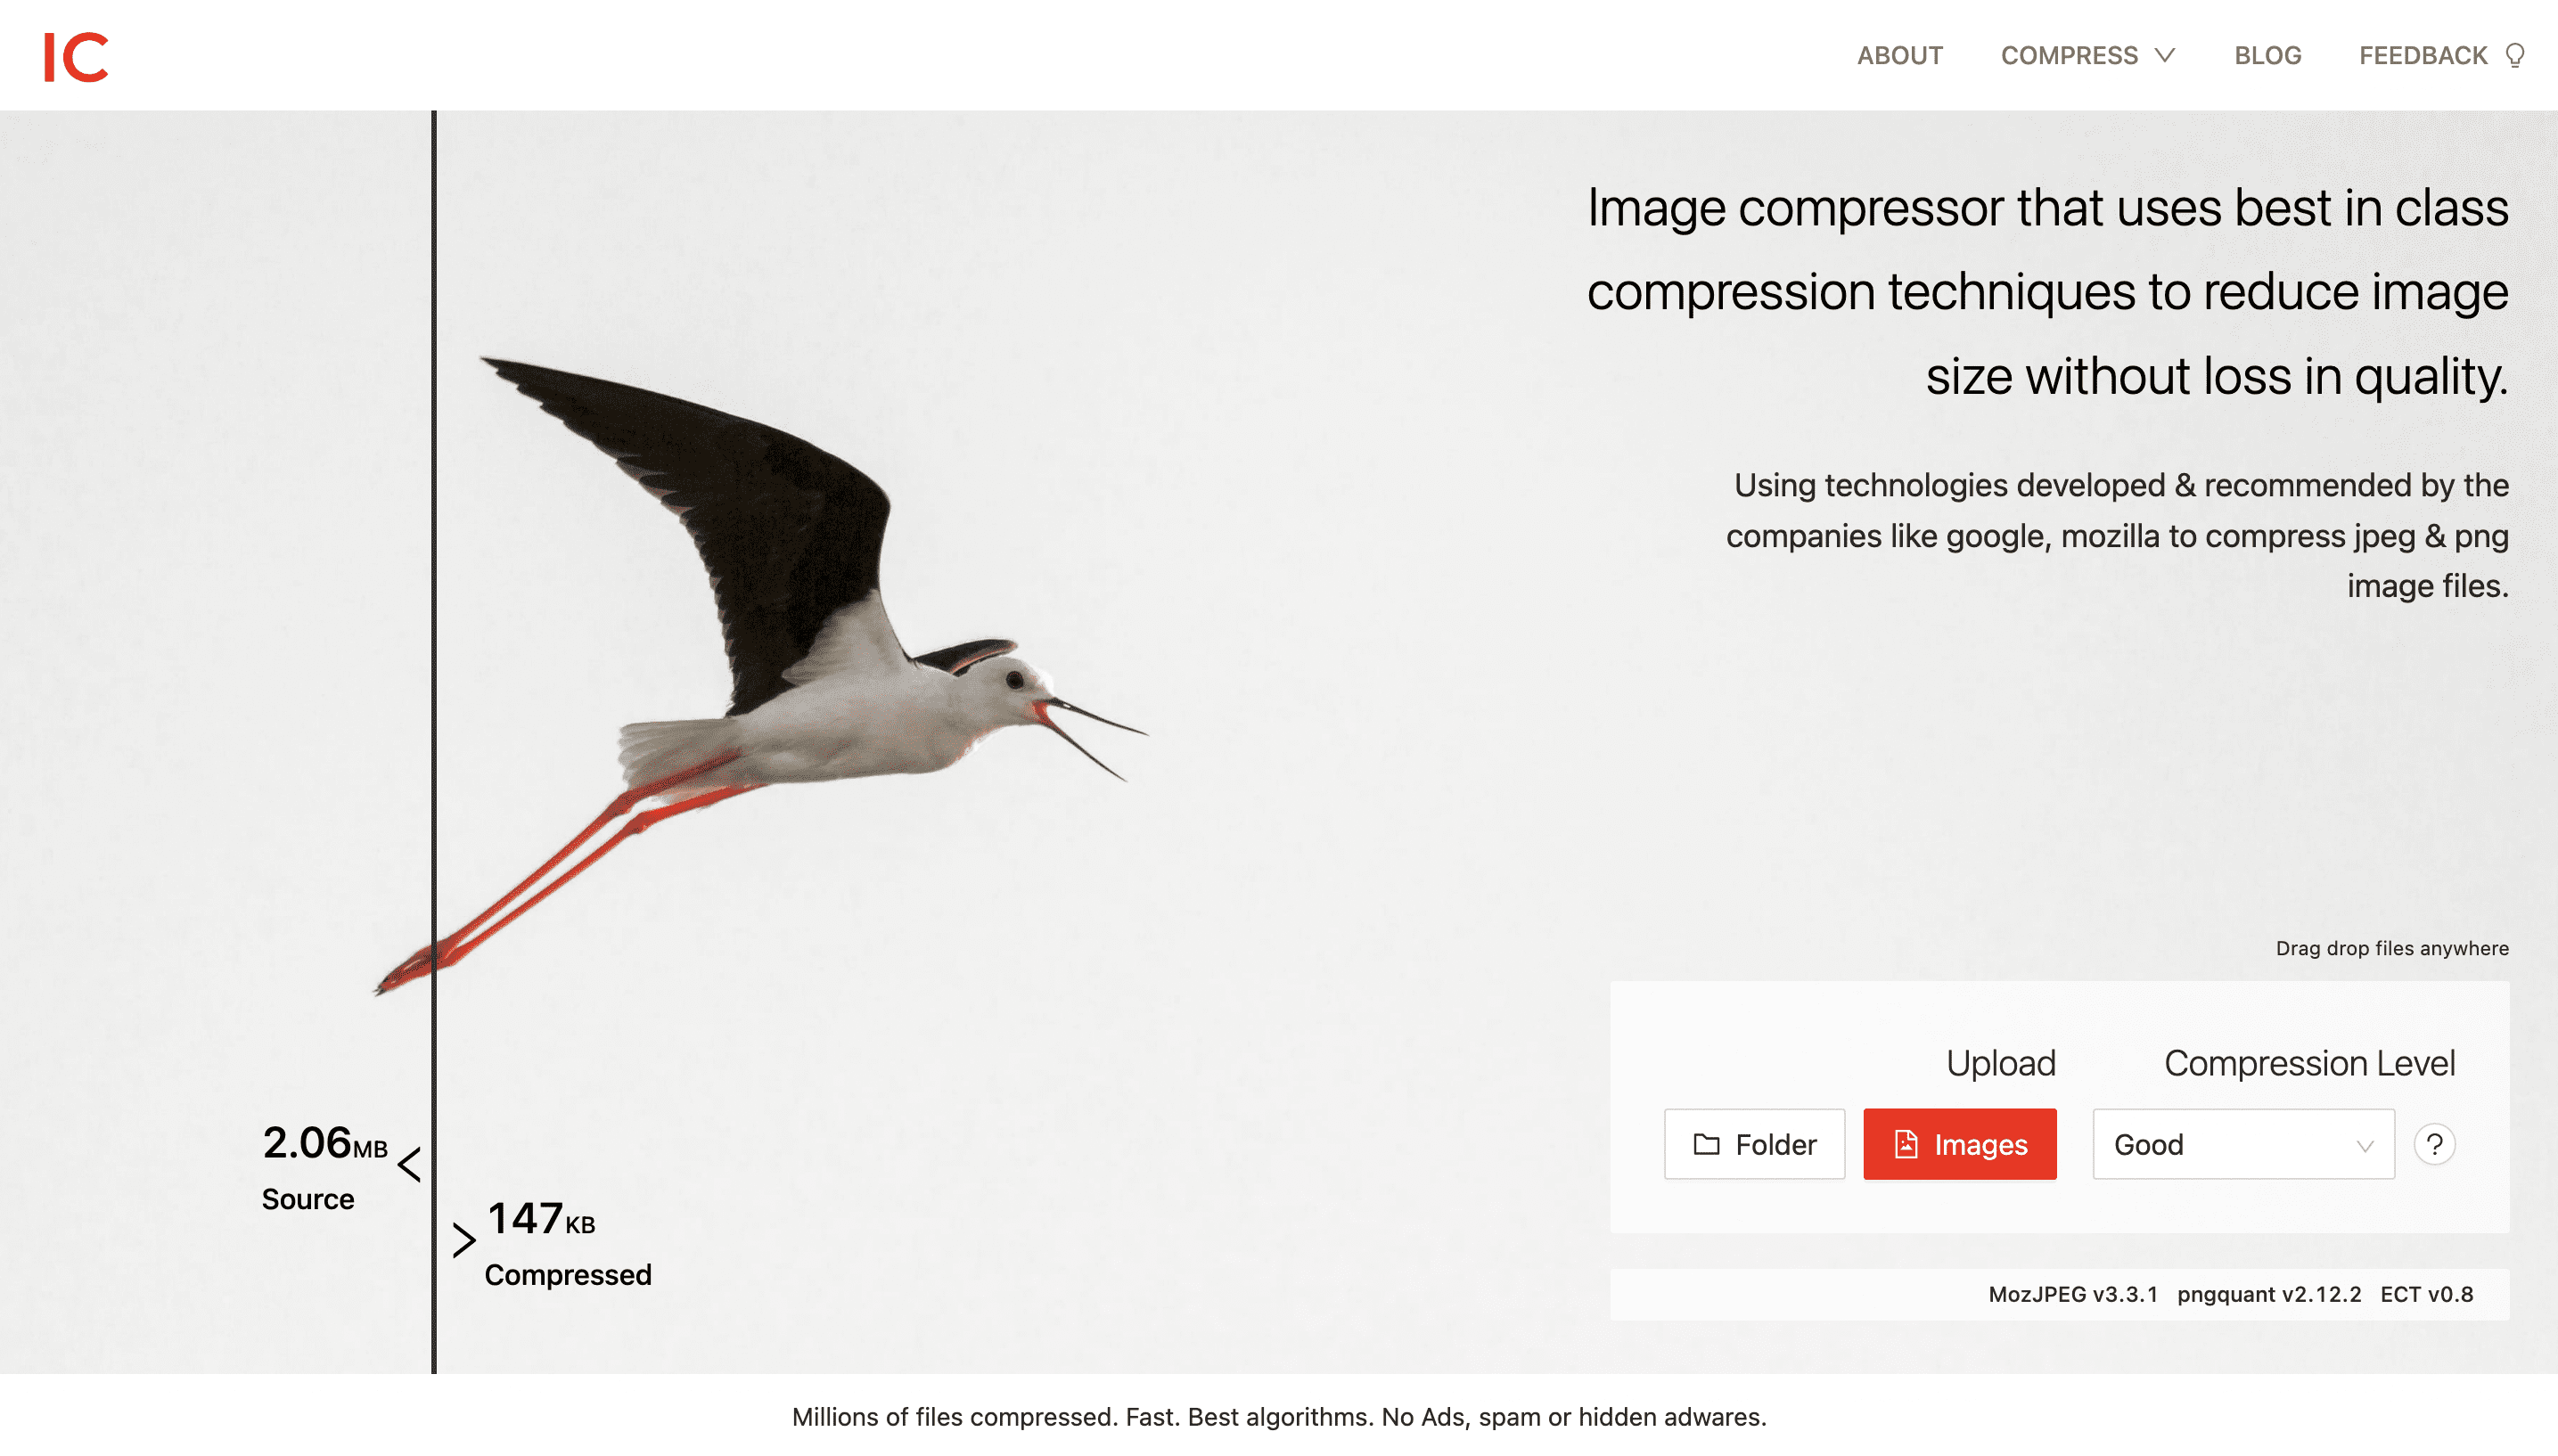 IC
ABOUT COMPRESS BLOG FEEDBACK
Image compressor that uses best in class
compression techniques to reduce image
size without loss in quality.
Using technologies developed & recommended by the
companies like google, mozilla to compress jpeg & png
image files.
Drag drop files anywhere
Upload Compression Level
Folder Images Good ?
2.06MB
Source
147KB
Compressed
MozJPEG v3.3.1 pngquant v2.12.2 ECT v0.8
Millions of files compressed. Fast. Best algorithms. No Ads, spam or hidden adwares.